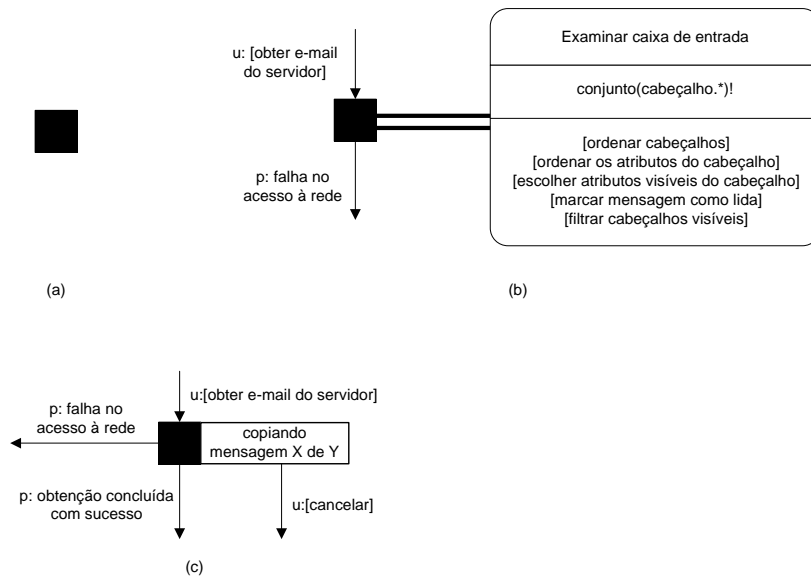 u: [obter e-mail
do servidor]
p: falha no
acesso à rede
Examinar caixa de entrada
conjunto(cabeçalho.*)!
[ordenar cabeçalhos]
[ordenar os atributos do cabeçalho]
[escolher atributos visíveis do cabeçalho]
[marcar mensagem como lida]
[filtrar cabeçalhos visíveis]
(a)
(b)
u:[obter e-mail do servidor]
p: falha no
acesso à rede
copiando
mensagem X de Y
p: obtenção concluída
com sucesso
u:[cancelar]
(c)